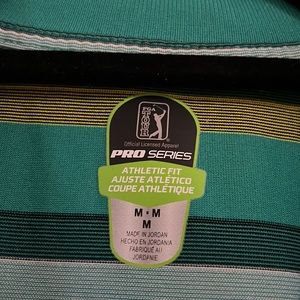 PGA TOUR
Official Licensed Apparel
PRO SERIES
ATHLETIC FIT
AJUSTE ATLÉTICO
COUPE ATHLÉTIQUE
M • M
M
MADE IN JORDAN
HECHO EN JORDANIA
FABRIQUÉ AU
JORDANIE